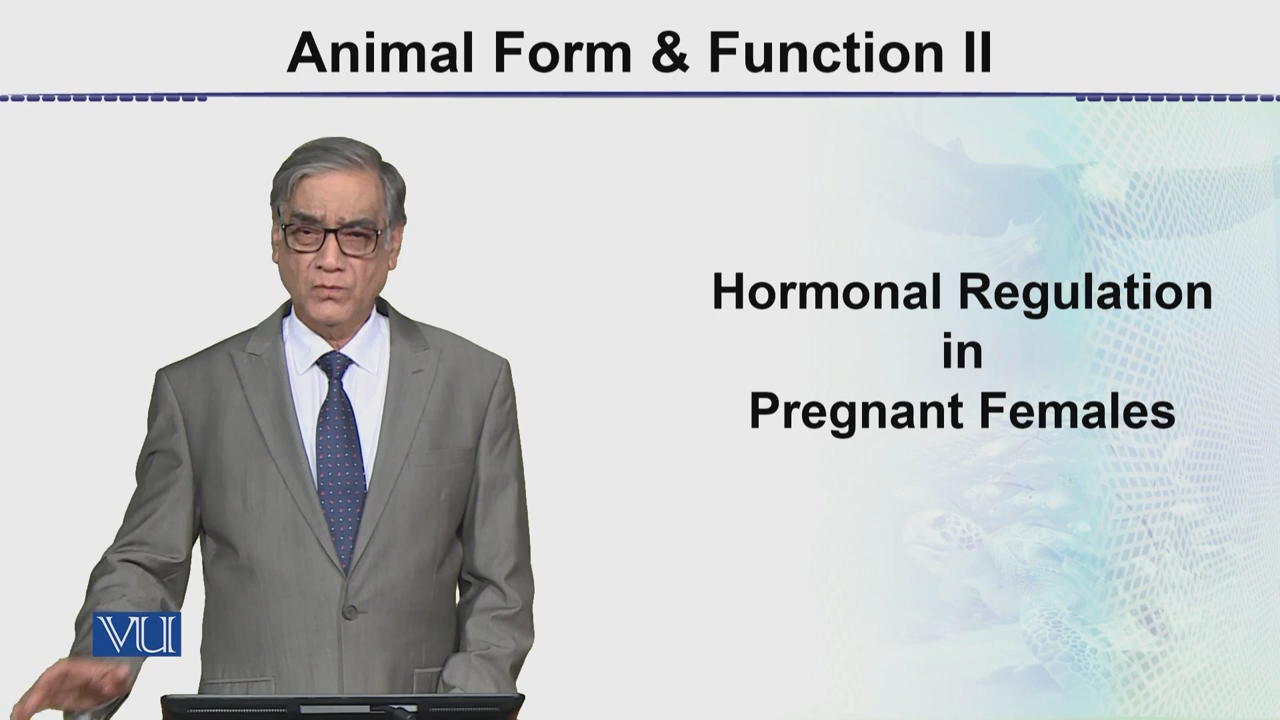 Animal Form & Function II
Hormonal Regulation
in
Pregnant Females
VU